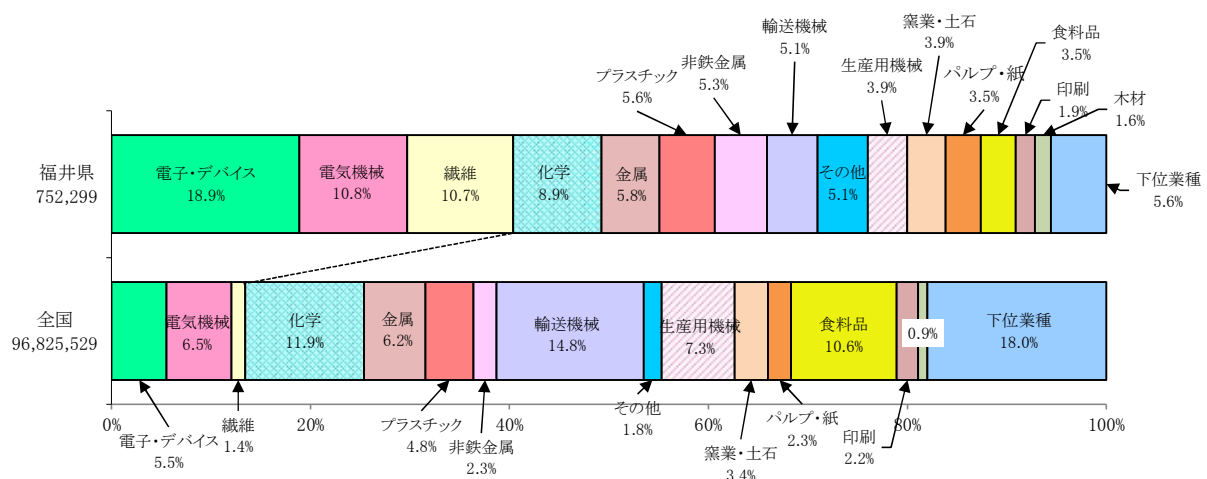 輸送機械
5.1%
窯業・土石
3.9%
食料品
3.5%
非鉄金属
5.3%
生産用機械
3.9%
プラスチック
5.6%
パルプ・紙
3.5%
印刷
1.9%
木材
1.6%
福井県
752,299
電子・デバイス
18.9%
電気機械
10.8%
繊維
10.7%
化学
8.9%
金属
5.8%
その他
5.1%
下位業種
5.6%
全国
96,825,529
電気機械
6.5%
化学
11.9%
金属
6.2%
輸送機械
14.8%
生産用機械
7.3%
食料品
10.6%
0.9%
下位業種
18.0%
0%
20%
40%
60%
80%
100%
電子・デバイス
5.5%
繊維
1.4%
プラスチック
4.8%
非鉄金属
2.3%
その他
1.8%
窯業・土石
3.4%
パルプ・紙
2.3%
印刷
2.2%